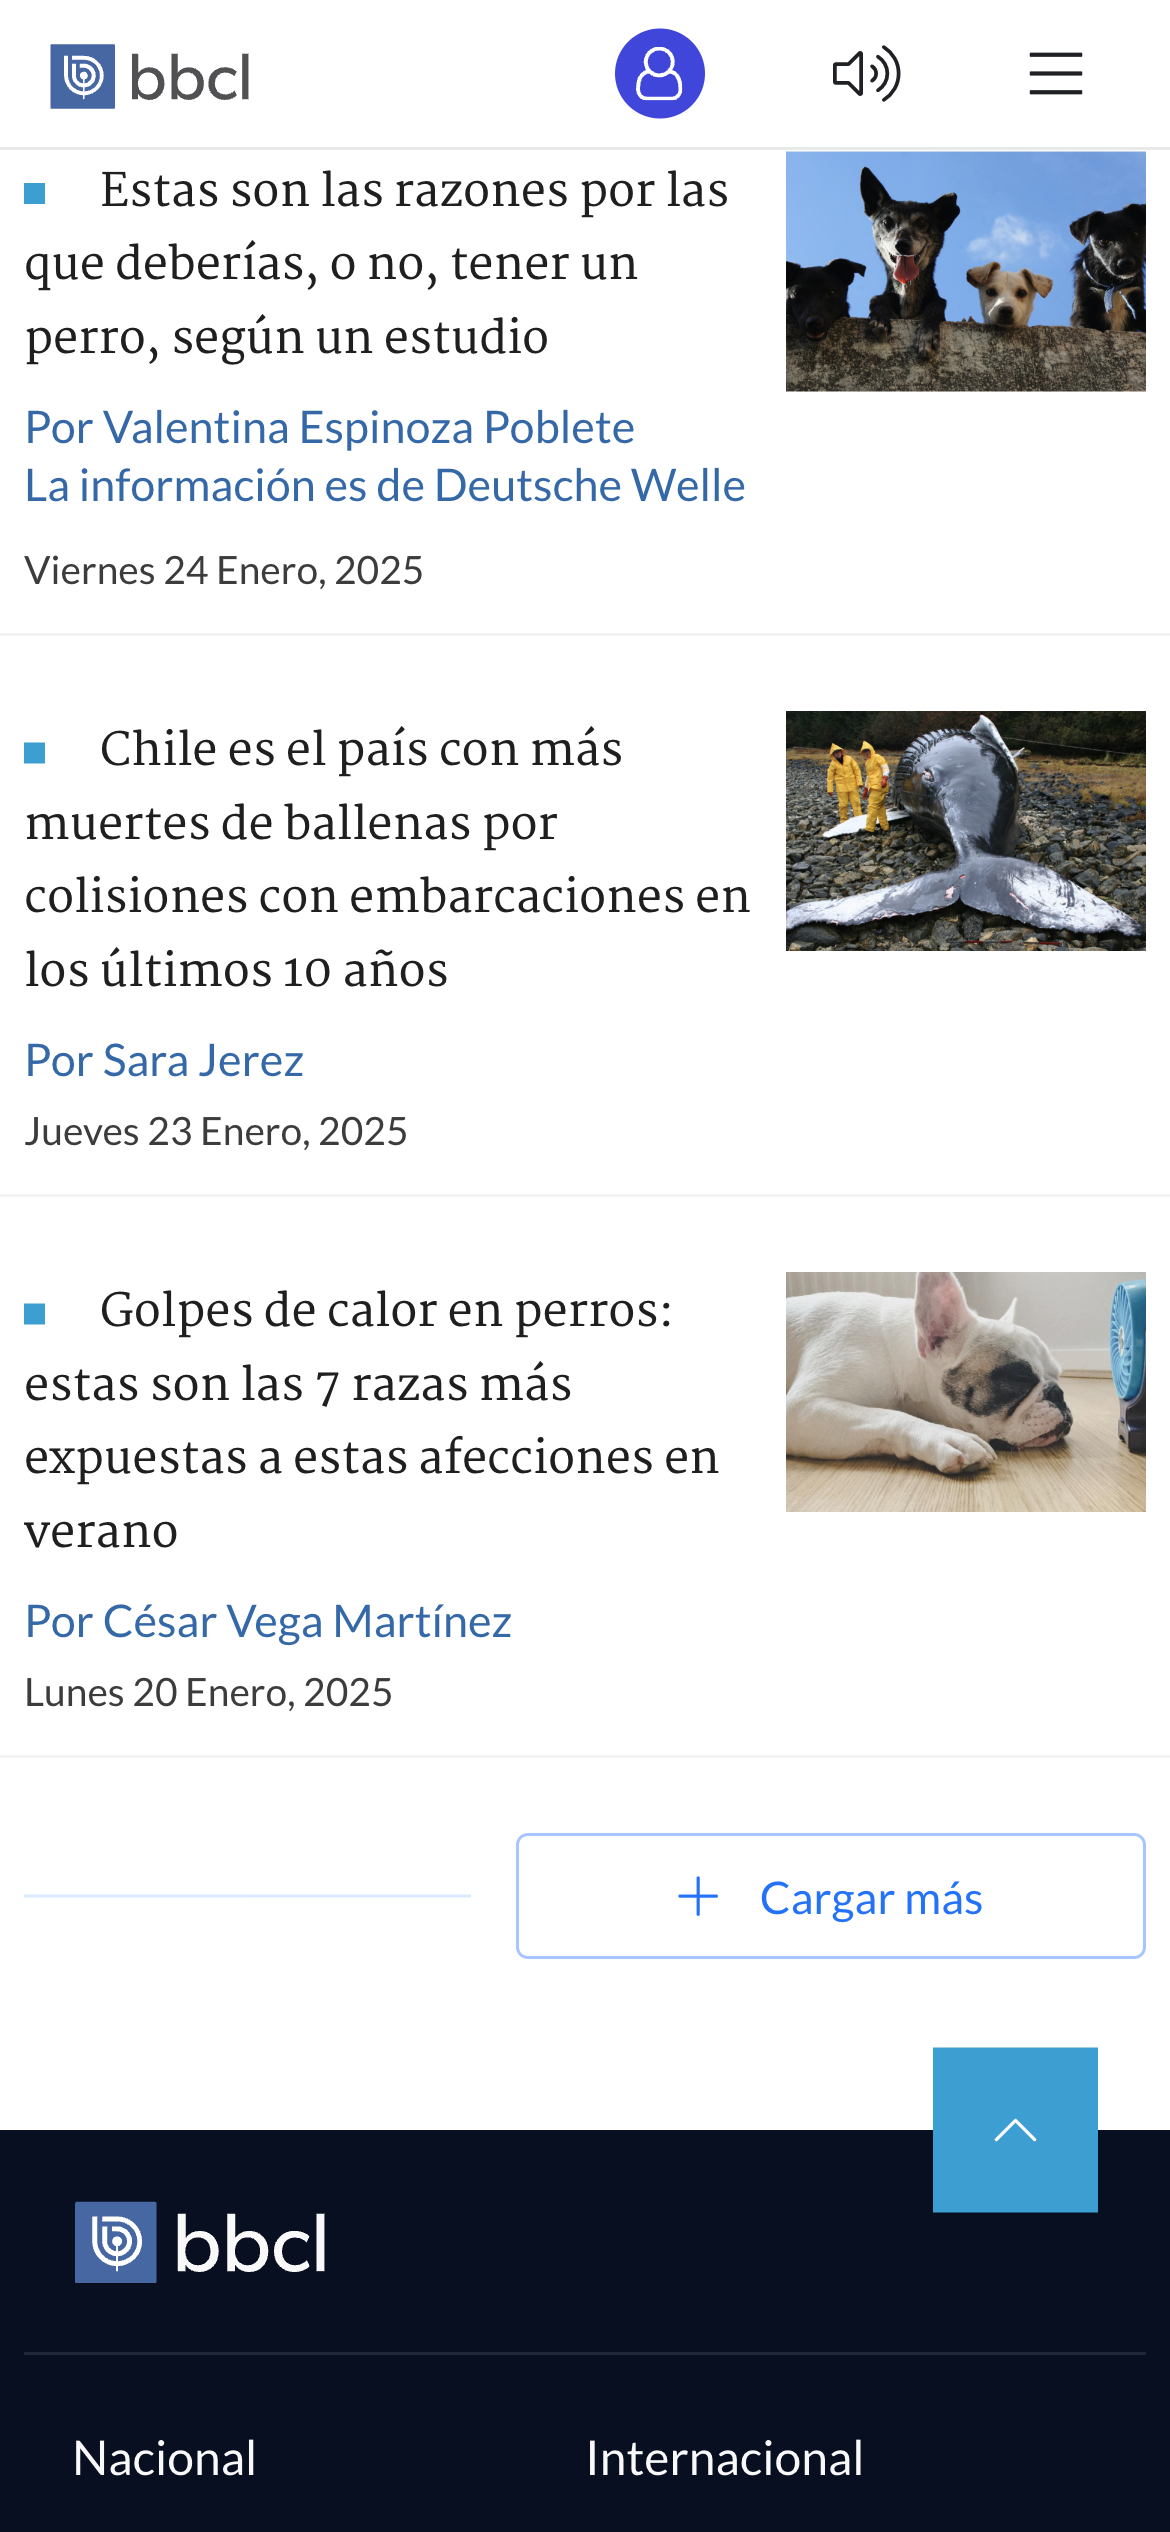 bbcl
Estas son las razones por las
que deberías, o no, tener un
perro, según un estudio
Por Valentina Espinoza Poblete
La información es de Deutsche Welle
Viernes 24 Enero, 2025
Chile es el país con más
muertes de ballenas por
colisiones con embarcaciones en
los últimos 10 años
Por Sara Jerez
Jueves 23 Enero, 2025
Golpes de calor en perros:
estas son las 7 razas más
expuestas a estas afecciones en
verano
Por César Vega Martínez
Lunes 20 Enero, 2025
Cargar más
bbcl
Nacional
Internacional